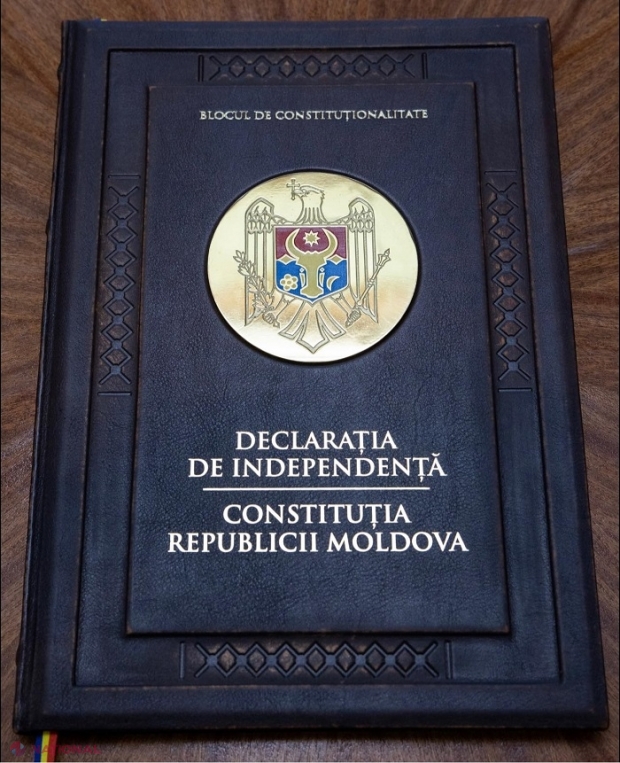 BLOCUL DE CONSTITUȚIONALITATE
DECLARAȚIA
DE INDEPENDENȚĂ
CONSTITUȚIA
REPUBLICII MOLDOVA